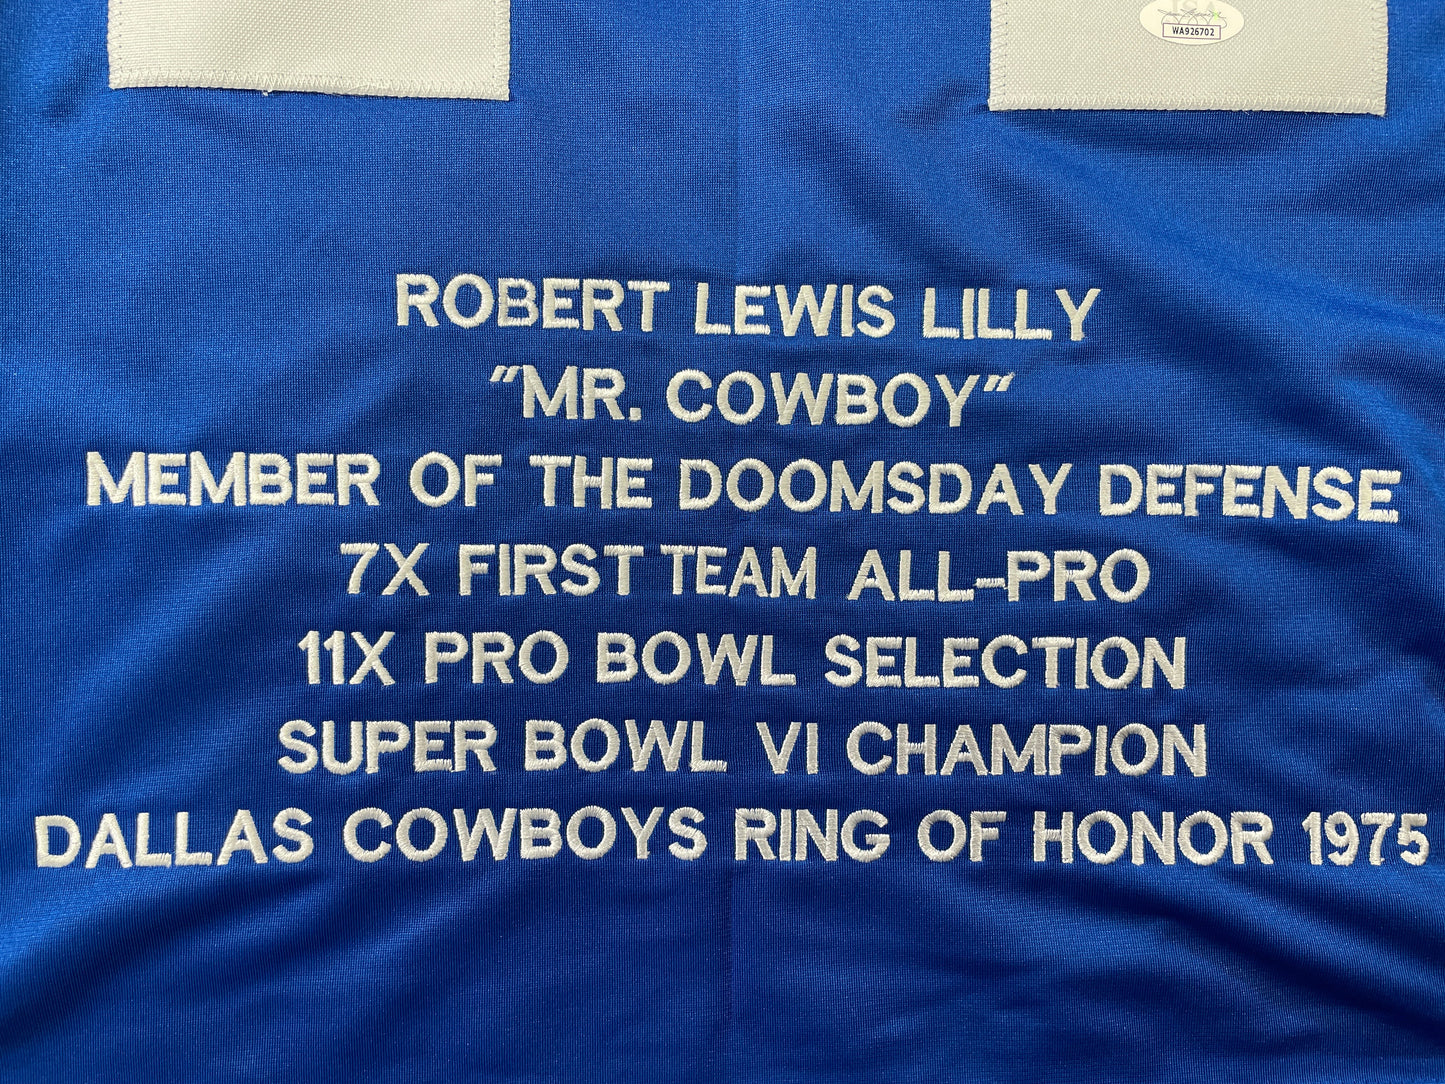 JSA
WA926702
ROBERT LEWIS LILLY
"MR. COWBOY"
MEMBER OF THE DOOMSDAY DEFENSE
7X FIRST TEAM ALL-PRO
11X PRO BOWL SELECTION
SUPER BOWL VI CHAMPION
DALLAS COWBOYS RING OF HONOR 1975